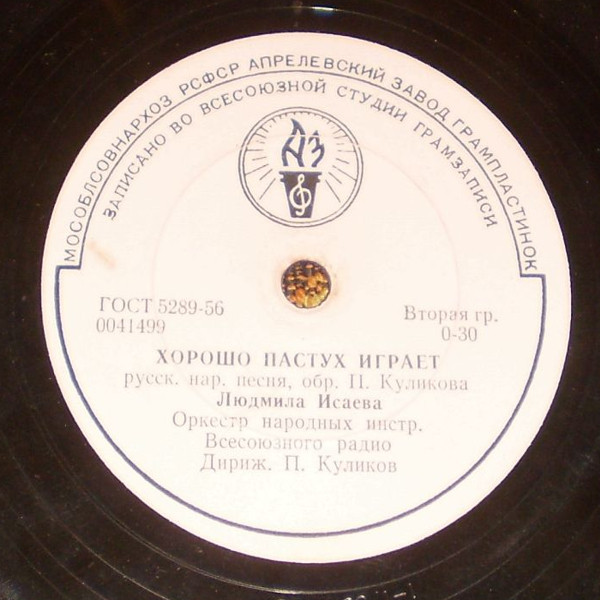 МОСОБЛСОВНАРХОЗ РСФСР АПРЕЛЕВСКИЙ ЗАВОД ГРАМПЛАСТИНОК
ЗАПИСАНО ВО ВСЕСОЮЗНОЙ СТУДИИ ГРАМЗАПИСИ
АЗ
ГОСТ 5289-56
0041499
Вторая гр.
0-30
ХОРОШО ПАСТУХ ИГРАЕТ
русск. нар. песня, обр. П. Куликова
Людмила Исаева
Оркестр народных инстр.
Всесоюзного радио
Дириж. П. Куликов